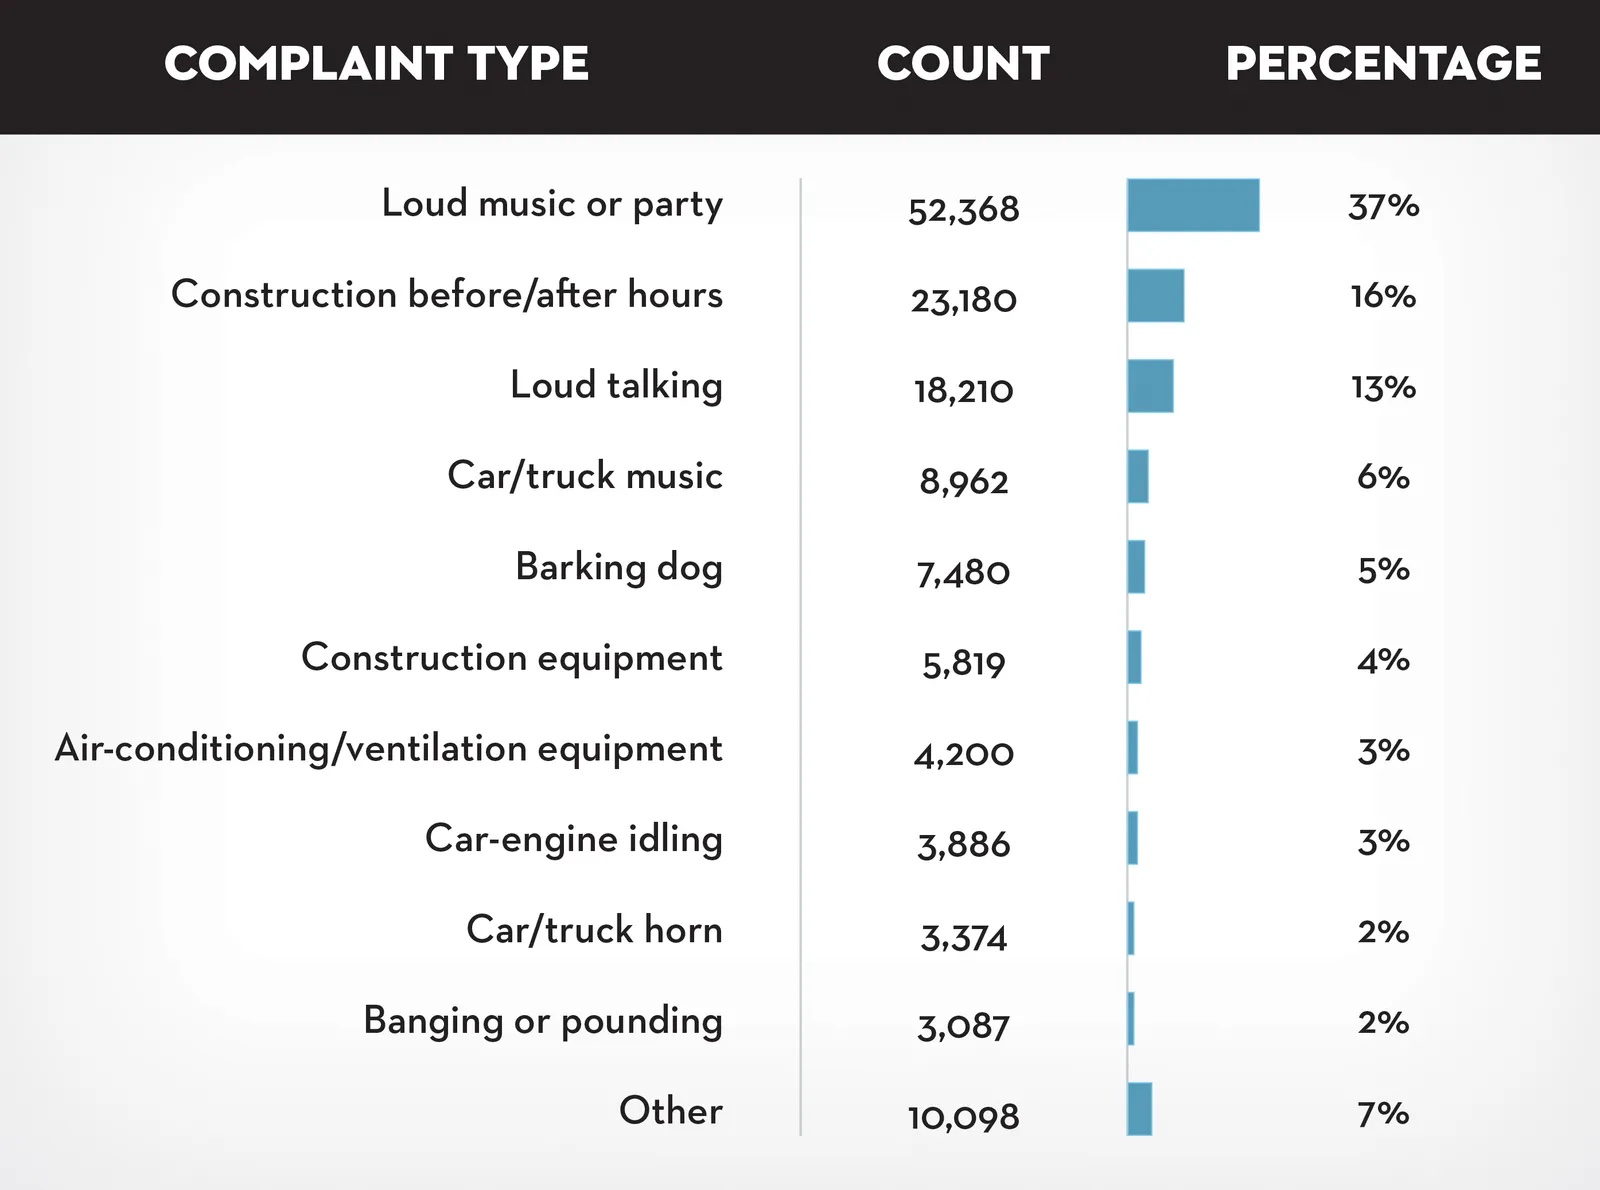 COMPLAINT TYPE COUNT PERCENTAGE
Loud music or party 52,368 37%
Construction before/after hours 23,180 16%
Loud talking 18,210 13%
Car/truck music 8,962 6%
Barking dog 7,480 5%
Construction equipment 5,819 4%
Air-conditioning/ventilation equipment 4,200 3%
Car-engine idling 3,886 3%
Car/truck horn 3,374 2%
Banging or pounding 3,087 2%
Other 10,098 7%